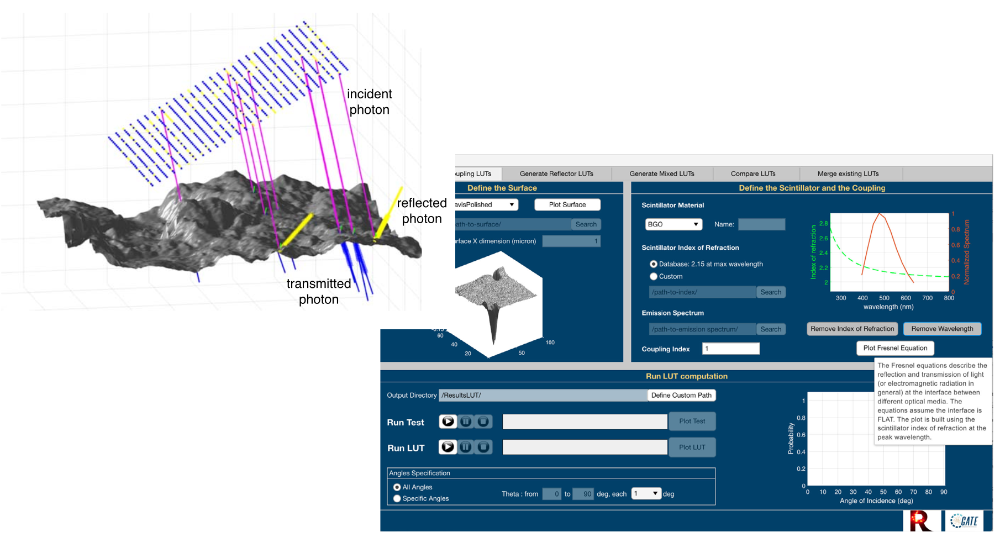 incident
photon
reflected
photon
transmitted
photon
upling LUTs
Generate Reflector LUTs
Generate Mixed LUTs
Compare LUTs
Merge existing LUTs
Define the Surface
avisPolished
Plot Surface
ath-to-surface/
Search
rface X dimension (micron)
1
60
40
20
50
100
Define the Scintillator and the Coupling
Scintillator Material
BGO
Name:
Scintillator Index of Refraction
Database: 2.15 at max wavelength
Custom
/path-to-index/
Search
Emission Spectrum
/path-to-emission spectrum/
Search
Coupling Index
1
Index of refraction
2.8
2.6
2.4
2.2
2
1
0.8
0.6
0.4
0.2
0
Normalized Spectrum
300 400 500 600 700 800
wavelength (nm)
Remove Index of Refraction
Remove Wavelength
Plot Fresnel Equation
The Fresnel equations describe the
reflection and transmission of light
(or electromagnetic radiation in
general) at the interface between
different optical media. The
equations assume the interface is
FLAT. The plot is built using the
scintillator index of refraction at the
peak wavelength.
Run LUT computation
Output Directory
/ResultsLUT/
Define Custom Path
Run Test
Plot Test
Run LUT
Plot LUT
Angles Specification
All Angles
Specific Angles
Theta : from 0 to 90 deg, each 1 deg
Probability
1
0.8
0.6
0.4
0.2
0
0 10 20 30 40 50 60 70 80 90
Angle of Incidence (deg)
R
GATE